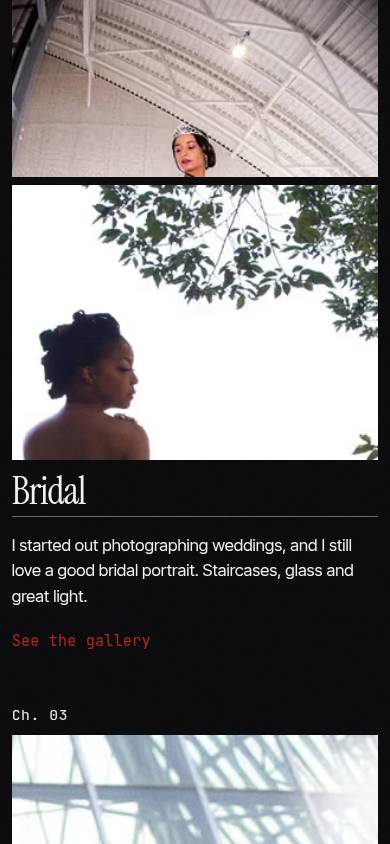 Bridal
I started out photographing weddings, and I still
love a good bridal portrait. Staircases, glass and
great light.
See the gallery
Ch. 03